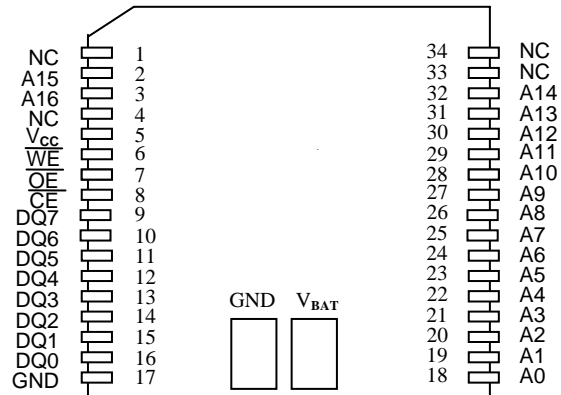 NC 1 34 NC
A15 2 33 NC
A16 3 32 A14
NC 4 31 A13
Vcc 5 30 A12
WE 6 29 A11
OE 7 28 A10
CE 8 27 A9
DQ7 9 26 A8
DQ6 10 25 A7
DQ5 11 24 A6
DQ4 12 23 A5
DQ3 13 22 A4
DQ2 14 21 A3
DQ1 15 20 A2
DQ0 16 19 A1
GND 17 18 A0
GND VBAT